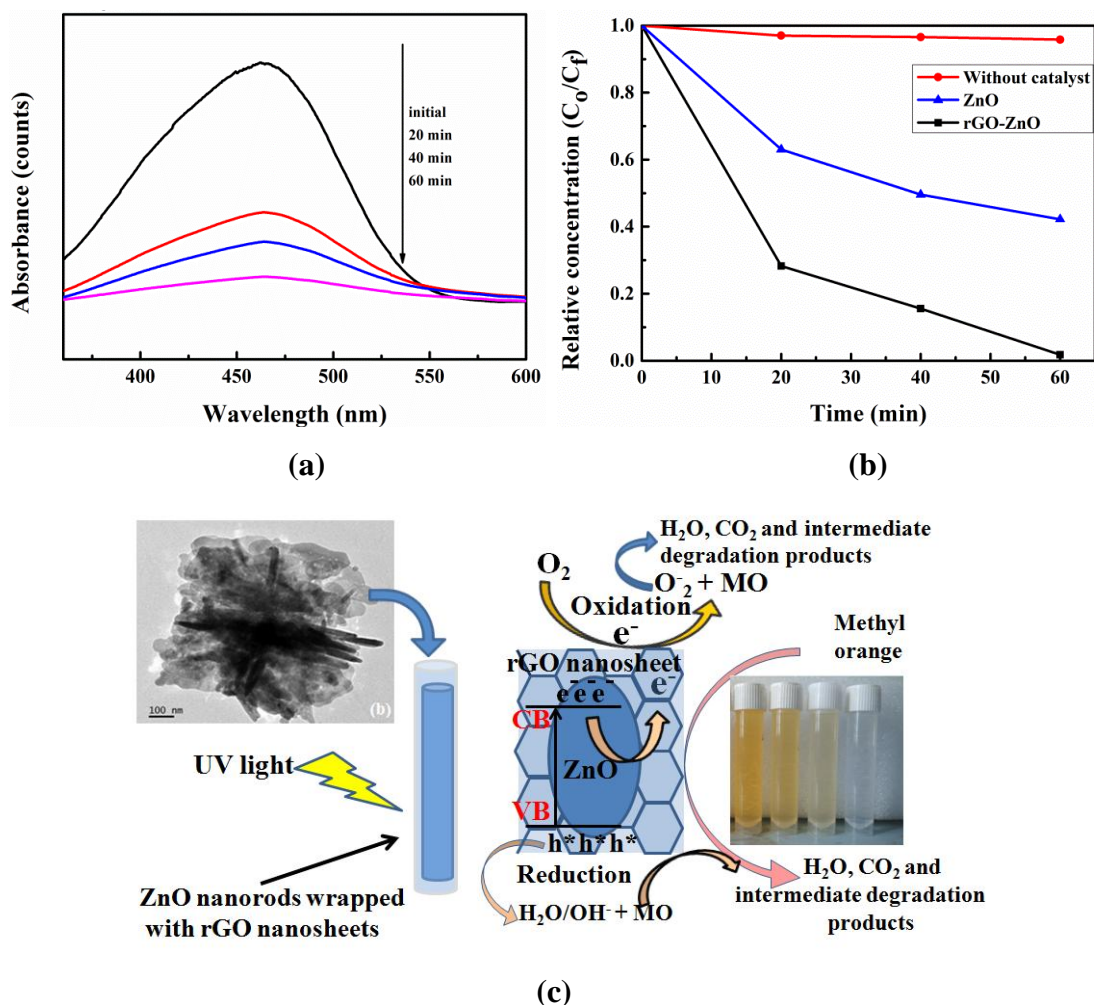 Absorbance (counts)
initial
20 min
40 min
60 min
400 450 500 550 600
Wavelength (nm)
(a)
Relative concentration (C₀/C_f)
1.0
0.8
0.6
0.4
0.2
0.0
Without catalyst
ZnO
rGO-ZnO
0 10 20 30 40 50 60
Time (min)
(b)
100 nm
(b)
UV light
ZnO nanorods wrapped
with rGO nanosheets
H₂O, CO₂ and intermediate
degradation products
O₂
O⁻₂ + MO
Oxidation
e⁻
rGO nanosheet
e⁻ e⁻ e⁻
e⁻
CB
ZnO
VB
h* h* h*
Reduction
H₂O/OH⁻ + MO
Methyl
orange
H₂O, CO₂ and
intermediate degradation
products
(c)